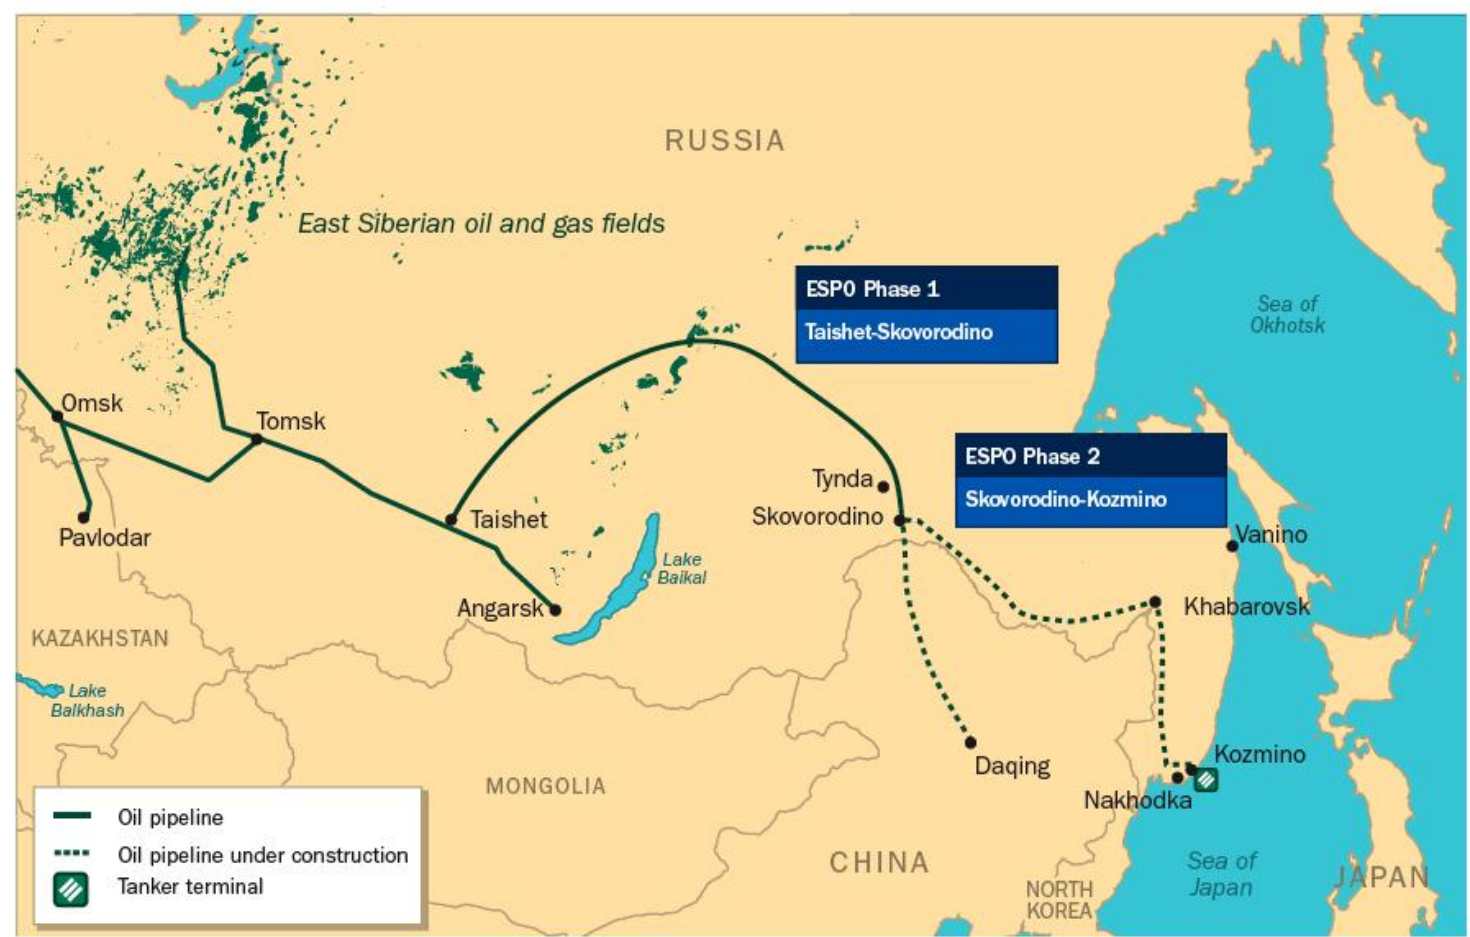 RUSSIA
East Siberian oil and gas fields
ESPO Phase 1
Taishet-Skovorodino
Sea of
Okhotsk
Omsk
Tomsk
ESPO Phase 2
Skovorodino-Kozmino
Tynda
Skovorodino
Taishet
Pavlodar
Vanino
Lake
Baikal
Angarsk
Khabarovsk
KAZAKHSTAN
Lake
Balkhash
Kozmino
Daqing
MONGOLIA
Nakhodka
Oil pipeline
Oil pipeline under construction
Tanker terminal
CHINA
Sea of
Japan
JAPAN
NORTH
KOREA